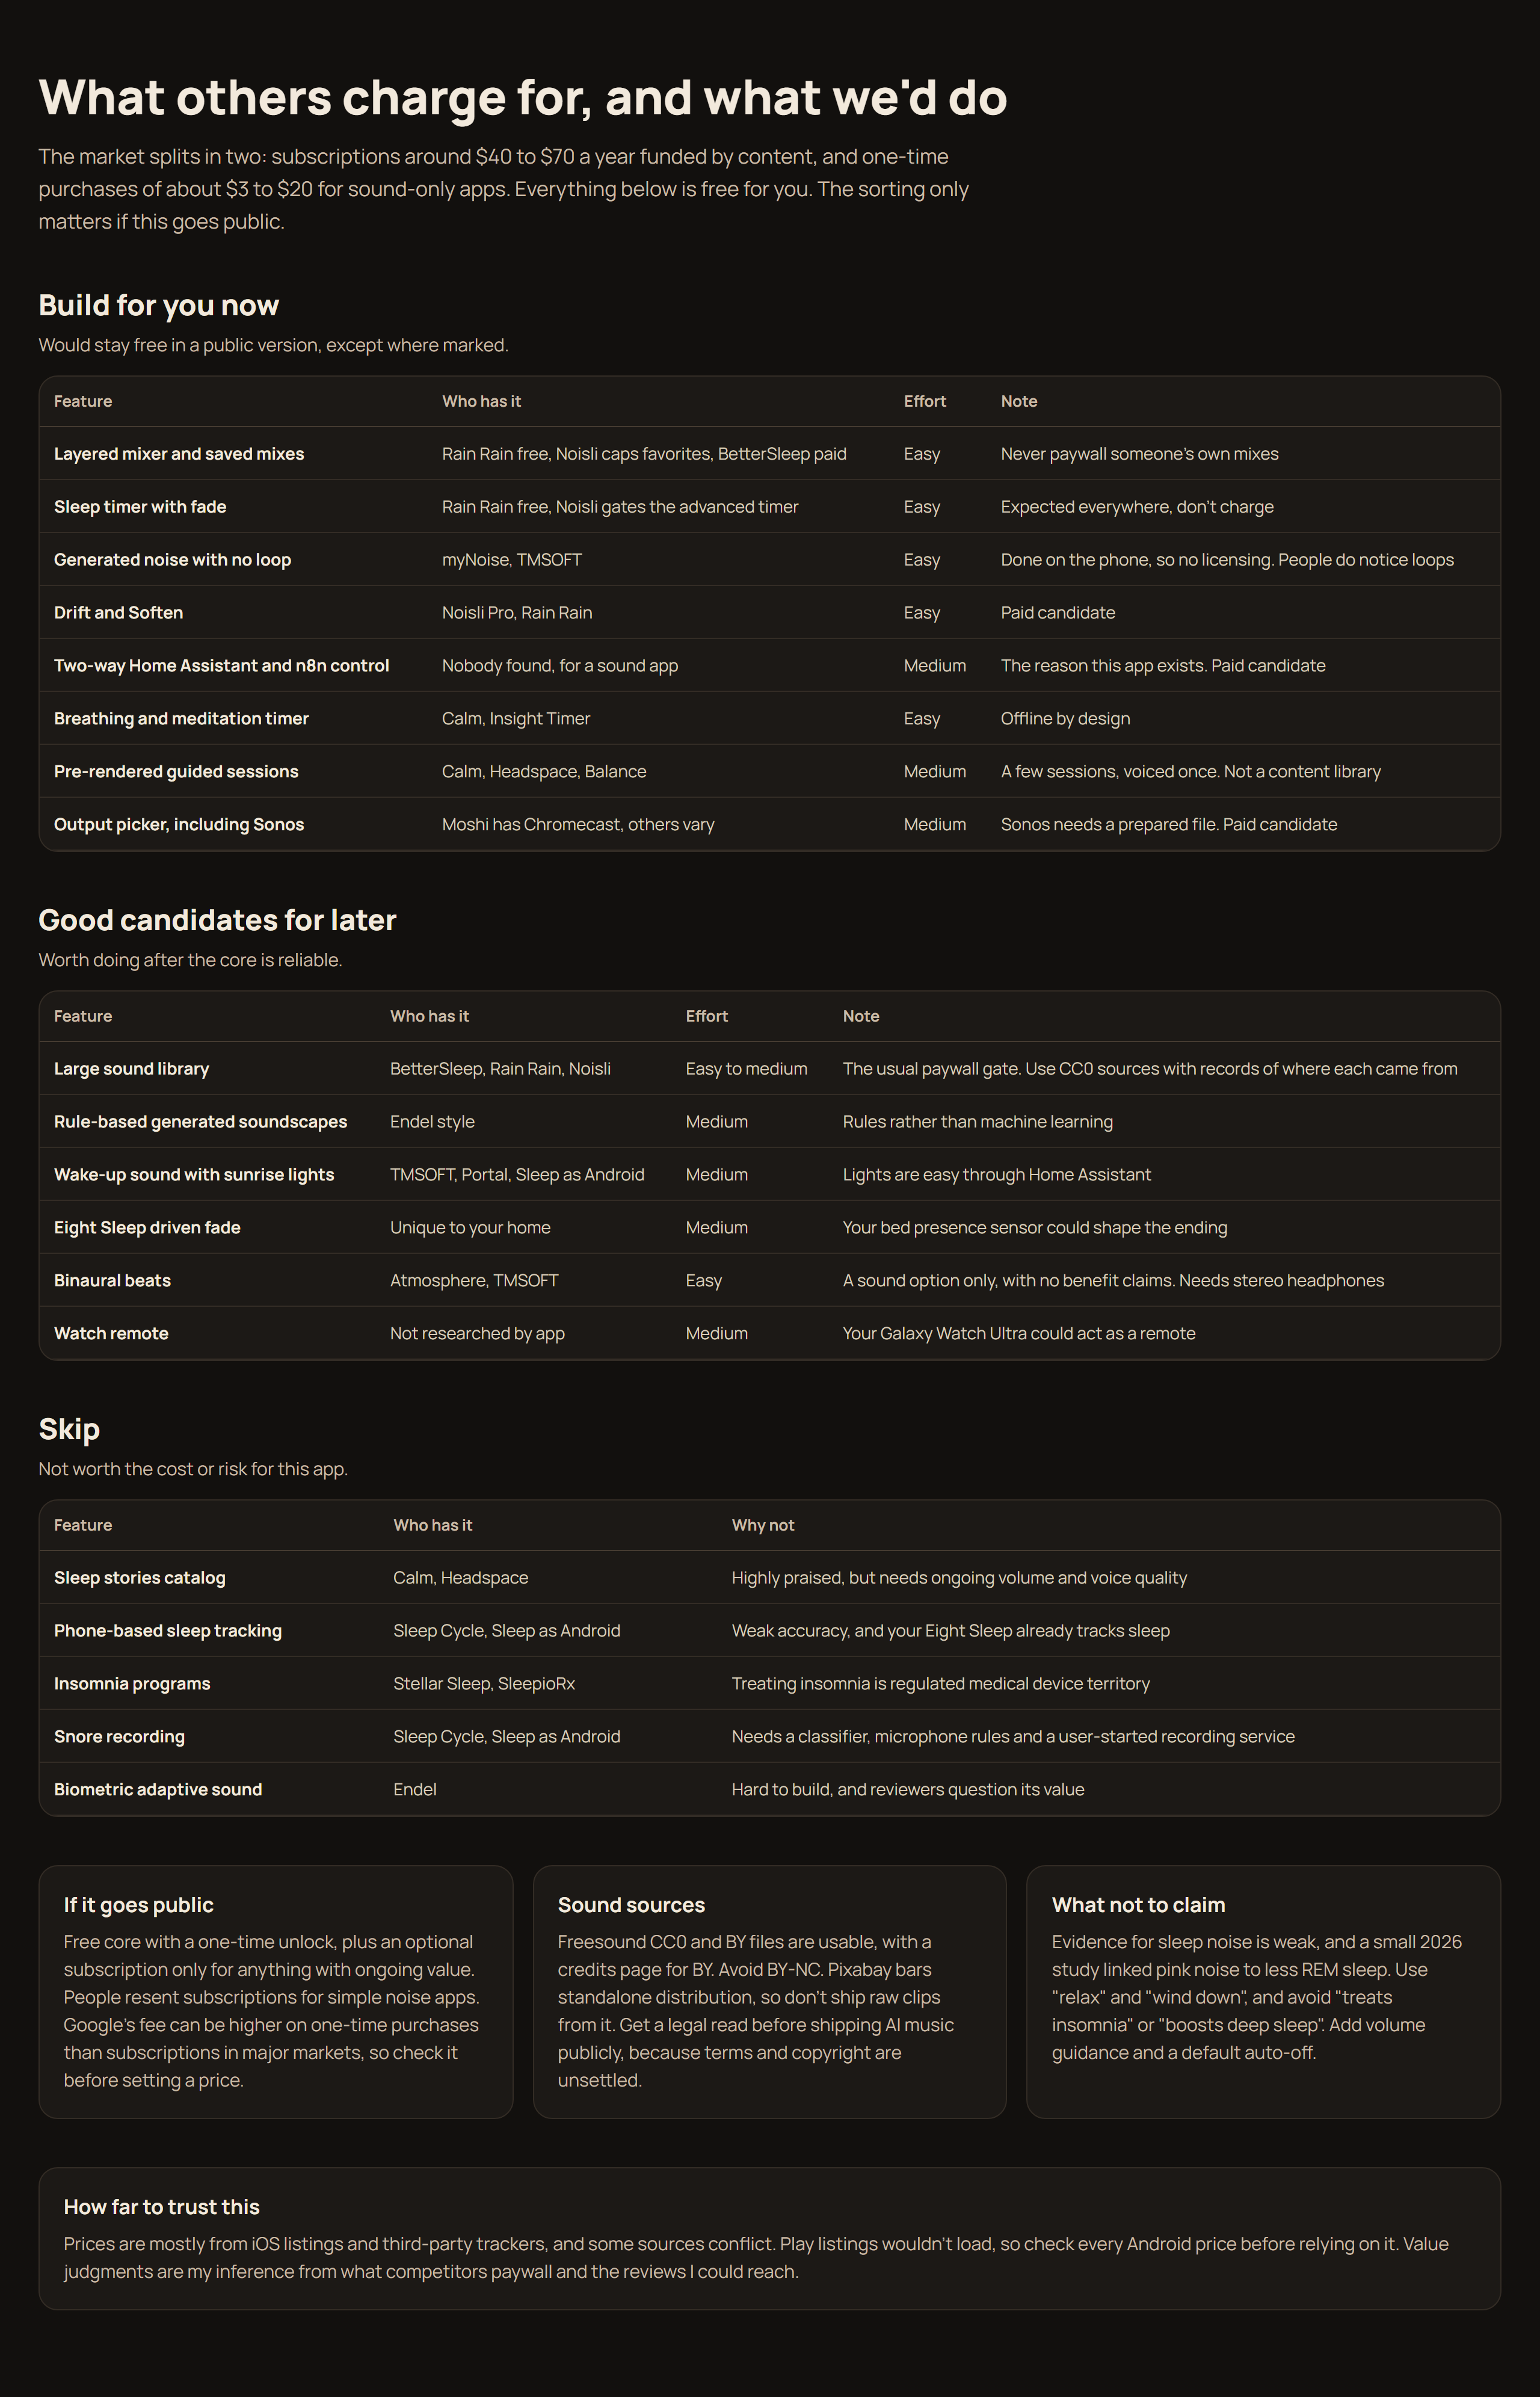 What others charge for, and what we'd do
The market splits in two: subscriptions around $40 to $70 a year funded by content, and one-time
purchases of about $3 to $20 for sound-only apps. Everything below is free for you. The sorting only
matters if this goes public.
Build for you now
Would stay free in a public version, except where marked.
Feature Who has it Effort Note
Layered mixer and saved mixes Rain Rain free, Noisli caps favorites, BetterSleep paid Easy Never paywall someone's own mixes
Sleep timer with fade Rain Rain free, Noisli gates the advanced timer Easy Expected everywhere, don't charge
Generated noise with no loop myNoise, TMSOFT Easy Done on the phone, so no licensing. People do notice loops
Drift and Soften Noisli Pro, Rain Rain Easy Paid candidate
Two-way Home Assistant and n8n control Nobody found, for a sound app Medium The reason this app exists. Paid candidate
Breathing and meditation timer Calm, Insight Timer Easy Offline by design
Pre-rendered guided sessions Calm, Headspace, Balance Medium A few sessions, voiced once. Not a content library
Output picker, including Sonos Moshi has Chromecast, others vary Medium Sonos needs a prepared file. Paid candidate
Good candidates for later
Worth doing after the core is reliable.
Feature Who has it Effort Note
Large sound library BetterSleep, Rain Rain, Noisli Easy to medium The usual paywall gate. Use CC0 sources with records of where each came from
Rule-based generated soundscapes Endel style Medium Rules rather than machine learning
Wake-up sound with sunrise lights TMSOFT, Portal, Sleep as Android Medium Lights are easy through Home Assistant
Eight Sleep driven fade Unique to your home Medium Your bed presence sensor could shape the ending
Binaural beats Atmosphere, TMSOFT Easy A sound option only, with no benefit claims. Needs stereo headphones
Watch remote Not researched by app Medium Your Galaxy Watch Ultra could act as a remote
Skip
Not worth the cost or risk for this app.
Feature Who has it Why not
Sleep stories catalog Calm, Headspace Highly praised, but needs ongoing volume and voice quality
Phone-based sleep tracking Sleep Cycle, Sleep as Android Weak accuracy, and your Eight Sleep already tracks sleep
Insomnia programs Stellar Sleep, SleepioRx Treating insomnia is regulated medical device territory
Snore recording Sleep Cycle, Sleep as Android Needs a classifier, microphone rules and a user-started recording service
Biometric adaptive sound Endel Hard to build, and reviewers question its value
If it goes public
Free core with a one-time unlock, plus an optional
subscription only for anything with ongoing value.
People resent subscriptions for simple noise apps.
Google's fee can be higher on one-time purchases
than subscriptions in major markets, so check it
before setting a price.
Sound sources
Freesound CC0 and BY files are usable, with a
credits page for BY. Avoid BY-NC. Pixabay bars
standalone distribution, so don't ship raw clips
from it. Get a legal read before shipping AI music
publicly, because terms and copyright are
unsettled.
What not to claim
Evidence for sleep noise is weak, and a small 2026
study linked pink noise to less REM sleep. Use
"relax" and "wind down", and avoid "treats
insomnia" or "boosts deep sleep". Add volume
guidance and a default auto-off.
How far to trust this
Prices are mostly from iOS listings and third-party trackers, and some sources conflict. Play listings wouldn't load, so check every Android price before relying on it. Value
judgments are my inference from what competitors paywall and the reviews I could reach.